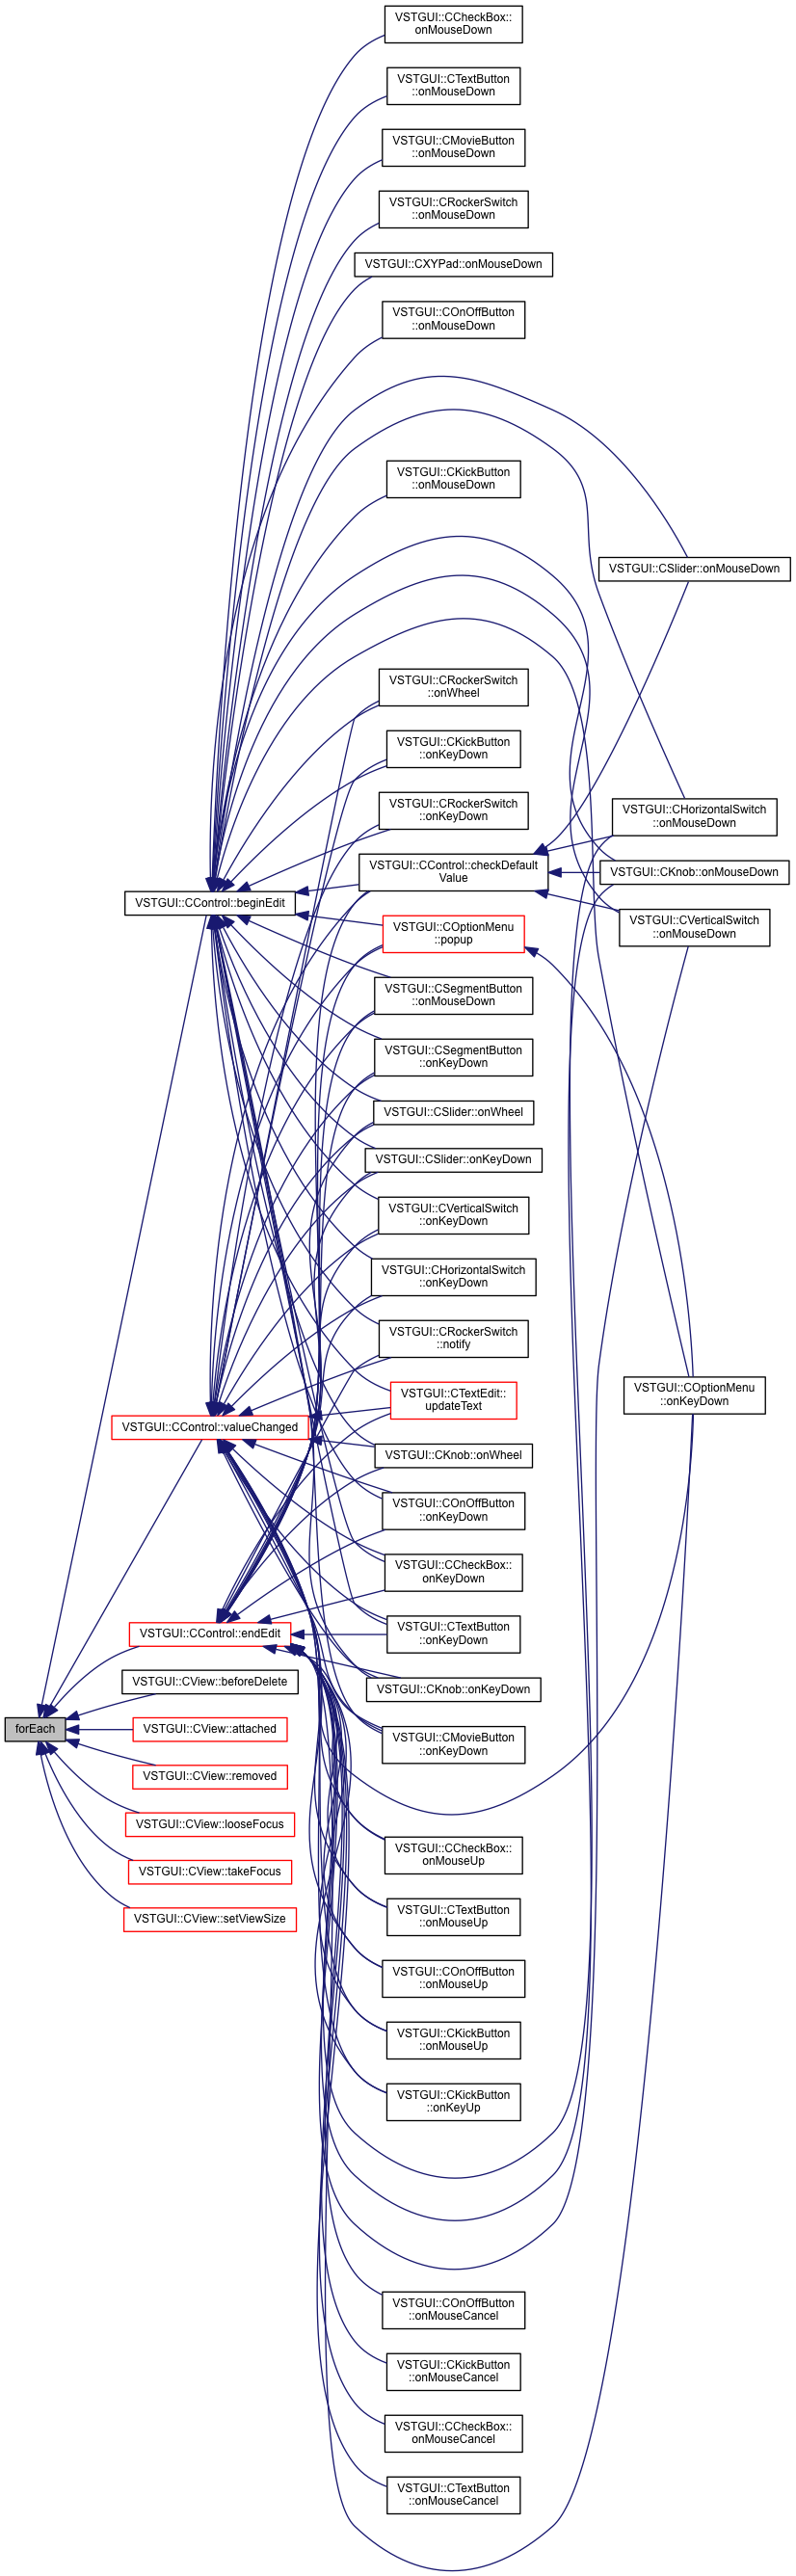 VSTGUI::CCheckBox::
onMouseDown
VSTGUI::CTextButton
::onMouseDown
VSTGUI::CMovieButton
::onMouseDown
VSTGUI::CRockerSwitch
::onMouseDown
VSTGUI::CXYPad::onMouseDown
VSTGUI::COnOffButton
::onMouseDown
VSTGUI::CKickButton
::onMouseDown
VSTGUI::CSlider::onMouseDown
VSTGUI::CRockerSwitch
::onWheel
VSTGUI::CKickButton
::onKeyDown
VSTGUI::CRockerSwitch
::onKeyDown
VSTGUI::CHorizontalSwitch
::onMouseDown
VSTGUI::CControl::checkDefault
Value
VSTGUI::CKnob::onMouseDown
VSTGUI::CControl::beginEdit
VSTGUI::COptionMenu
::popup
VSTGUI::CVerticalSwitch
::onMouseDown
VSTGUI::CSegmentButton
::onMouseDown
VSTGUI::CSegmentButton
::onKeyDown
VSTGUI::CSlider::onWheel
VSTGUI::CSlider::onKeyDown
VSTGUI::CVerticalSwitch
::onKeyDown
VSTGUI::CHorizontalSwitch
::onKeyDown
VSTGUI::CRockerSwitch
::notify
VSTGUI::CTextEdit::
updateText
VSTGUI::COptionMenu
::onKeyDown
VSTGUI::CControl::valueChanged
VSTGUI::CKnob::onWheel
VSTGUI::COnOffButton
::onKeyDown
VSTGUI::CCheckBox::
onKeyDown
VSTGUI::CControl::endEdit
VSTGUI::CTextButton
::onKeyDown
VSTGUI::CView::beforeDelete
VSTGUI::CKnob::onKeyDown
forEach
VSTGUI::CView::attached
VSTGUI::CMovieButton
::onKeyDown
VSTGUI::CView::removed
VSTGUI::CView::looseFocus
VSTGUI::CCheckBox::
onMouseUp
VSTGUI::CView::takeFocus
VSTGUI::CTextButton
::onMouseUp
VSTGUI::CView::setViewSize
VSTGUI::COnOffButton
::onMouseUp
VSTGUI::CKickButton
::onMouseUp
VSTGUI::CKickButton
::onKeyUp
VSTGUI::COnOffButton
::onMouseCancel
VSTGUI::CKickButton
::onMouseCancel
VSTGUI::CCheckBox::
onMouseCancel
VSTGUI::CTextButton
::onMouseCancel